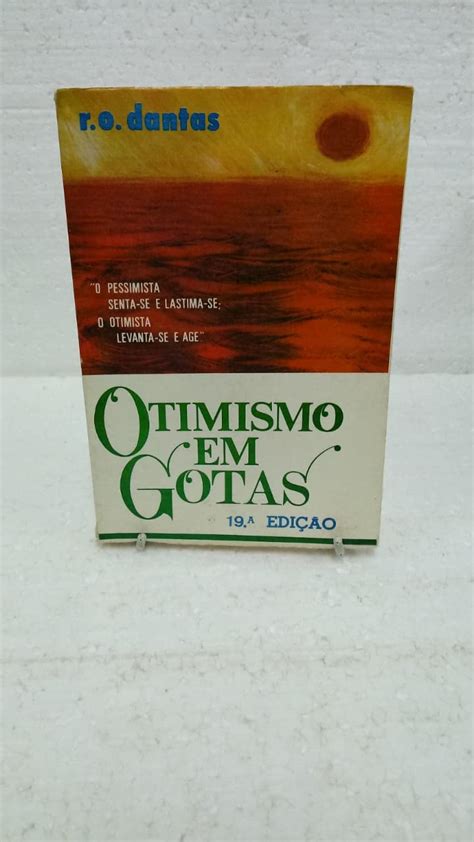 r.o.dantas
"O PESSIMISTA
SENTA-SE E LASTIMA-SE;
O OTIMISTA
LEVANTA-SE E AGE"
OTIMISMO
EM
GOTAS
19.ª EDIÇÃO